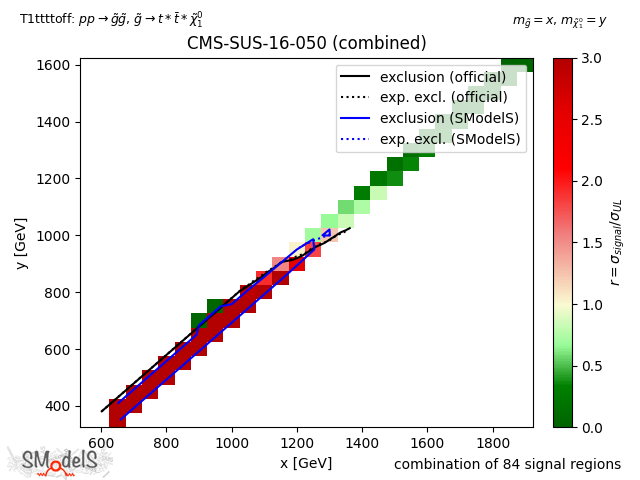 T1ttttoff: pp → g̃g̃, g̃ → t * t̄ * χ̃₁⁰
m_g̃ = x, m_χ̃₁⁰ = y
CMS-SUS-16-050 (combined)
exclusion (official)
exp. excl. (official)
exclusion (SModelS)
exp. excl. (SModelS)
1600
1400
1200
1000
800
600
400
y [GeV]
600 800 1000 1200 1400 1600 1800
x [GeV]
3.0
2.5
2.0
1.5
1.0
0.5
0.0
r = σ_signal/σ_UL
SModelS
combination of 84 signal regions